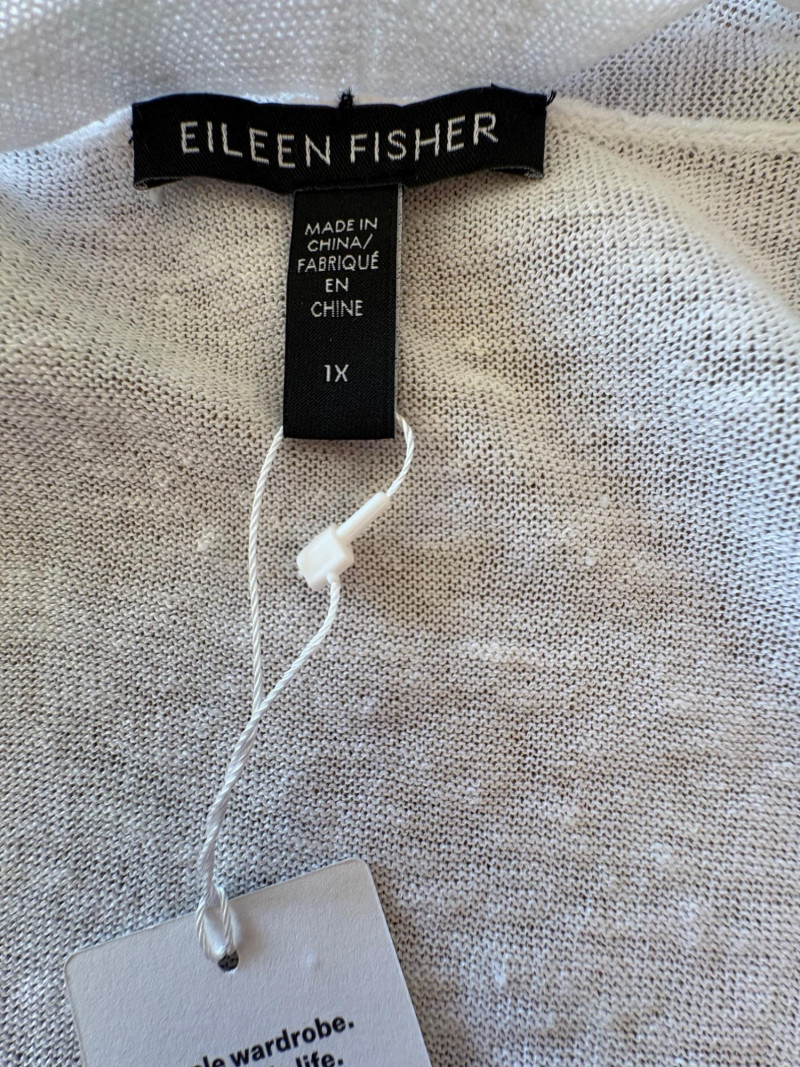 EILEEN FISHER
MADE IN
CHINA/
FABRIQUÉ
EN
CHINE
1X
wardrobe.
life.